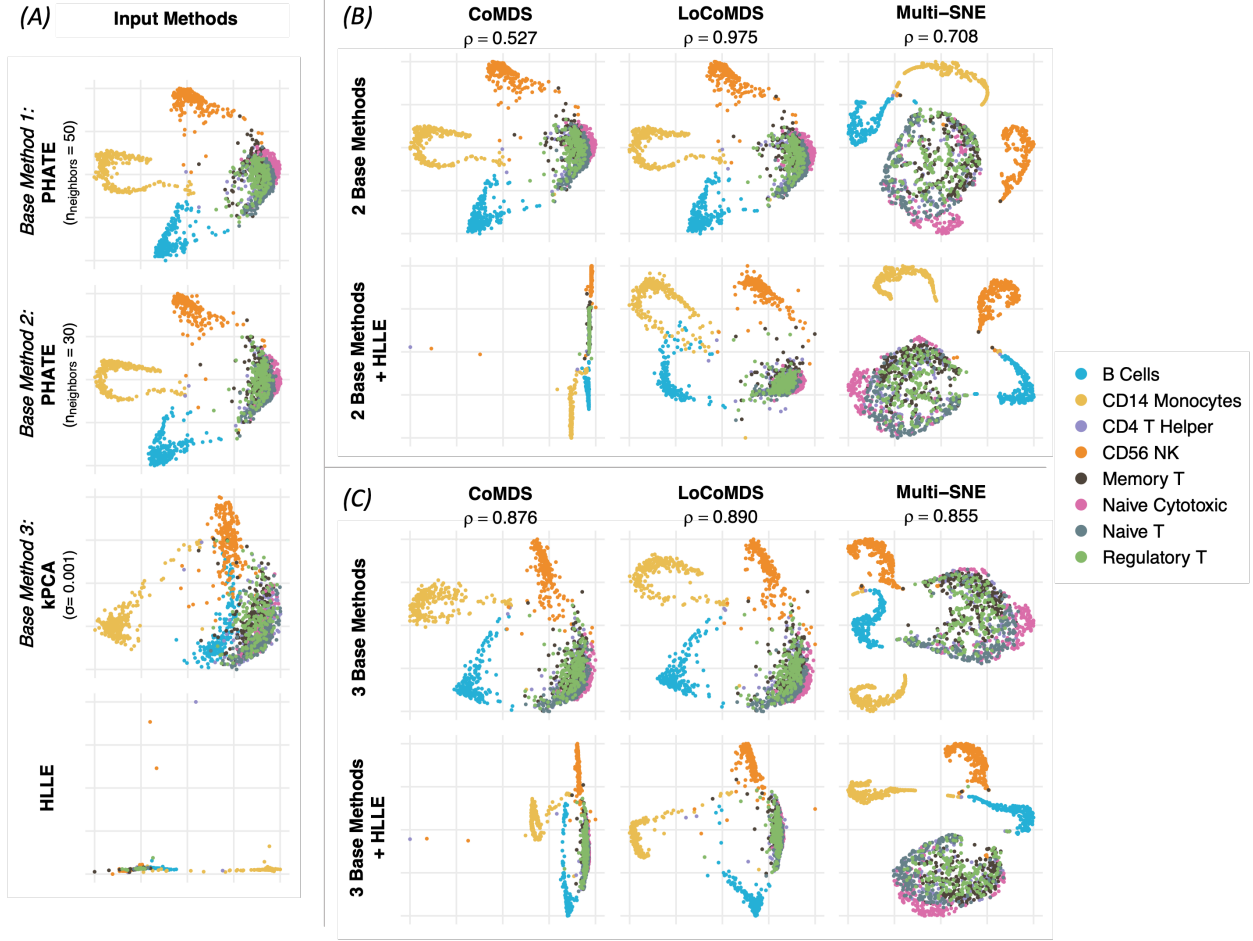 (A)
Input Methods
Base Method 1:
PHATE
(nneighbors = 50)
Base Method 2:
PHATE
(nneighbors = 30)
Base Method 3:
kPCA
(σ= 0.001)
HLLE
(B)
CoMDS
ρ = 0.527
LoCoMDS
ρ = 0.975
Multi−SNE
ρ = 0.708
2 Base Methods
2 Base Methods
+ HLLE
(C)
CoMDS
ρ = 0.876
LoCoMDS
ρ = 0.890
Multi−SNE
ρ = 0.855
3 Base Methods
3 Base Methods
+ HLLE
B Cells
CD14 Monocytes
CD4 T Helper
CD56 NK
Memory T
Naive Cytotoxic
Naive T
Regulatory T